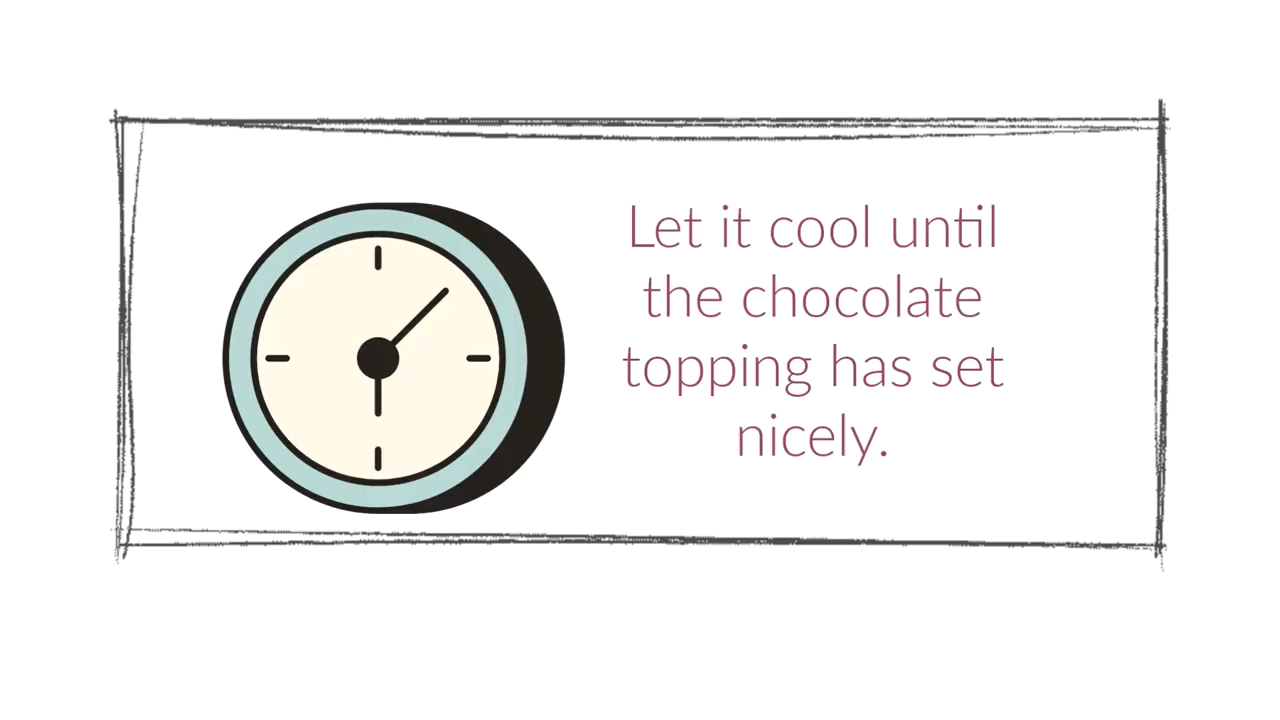 Let it cool until
the chocolate
topping has set
nicely.